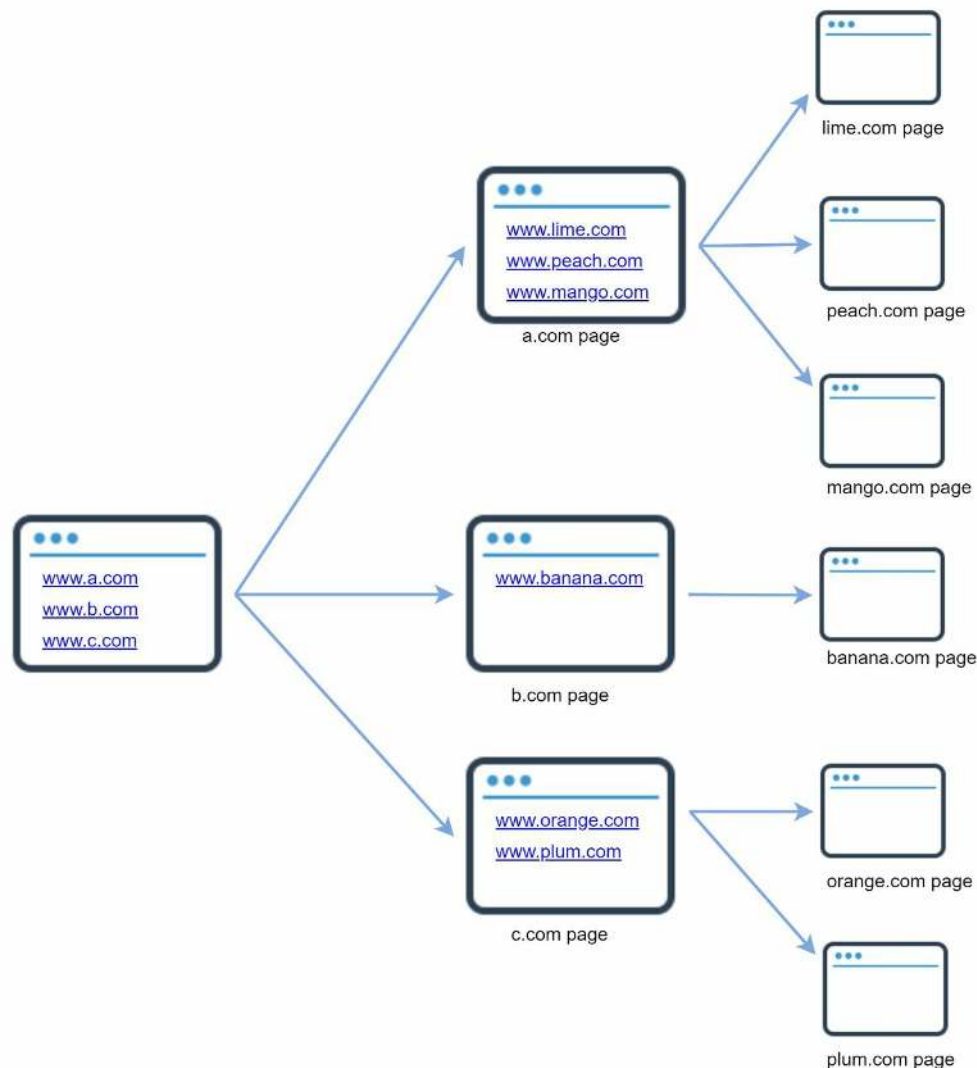 www.a.com
www.b.com
www.c.com
www.lime.com
www.peach.com
www.mango.com
a.com page
www.banana.com
b.com page
www.orange.com
www.plum.com
c.com page
lime.com page
peach.com page
mango.com page
banana.com page
orange.com page
plum.com page